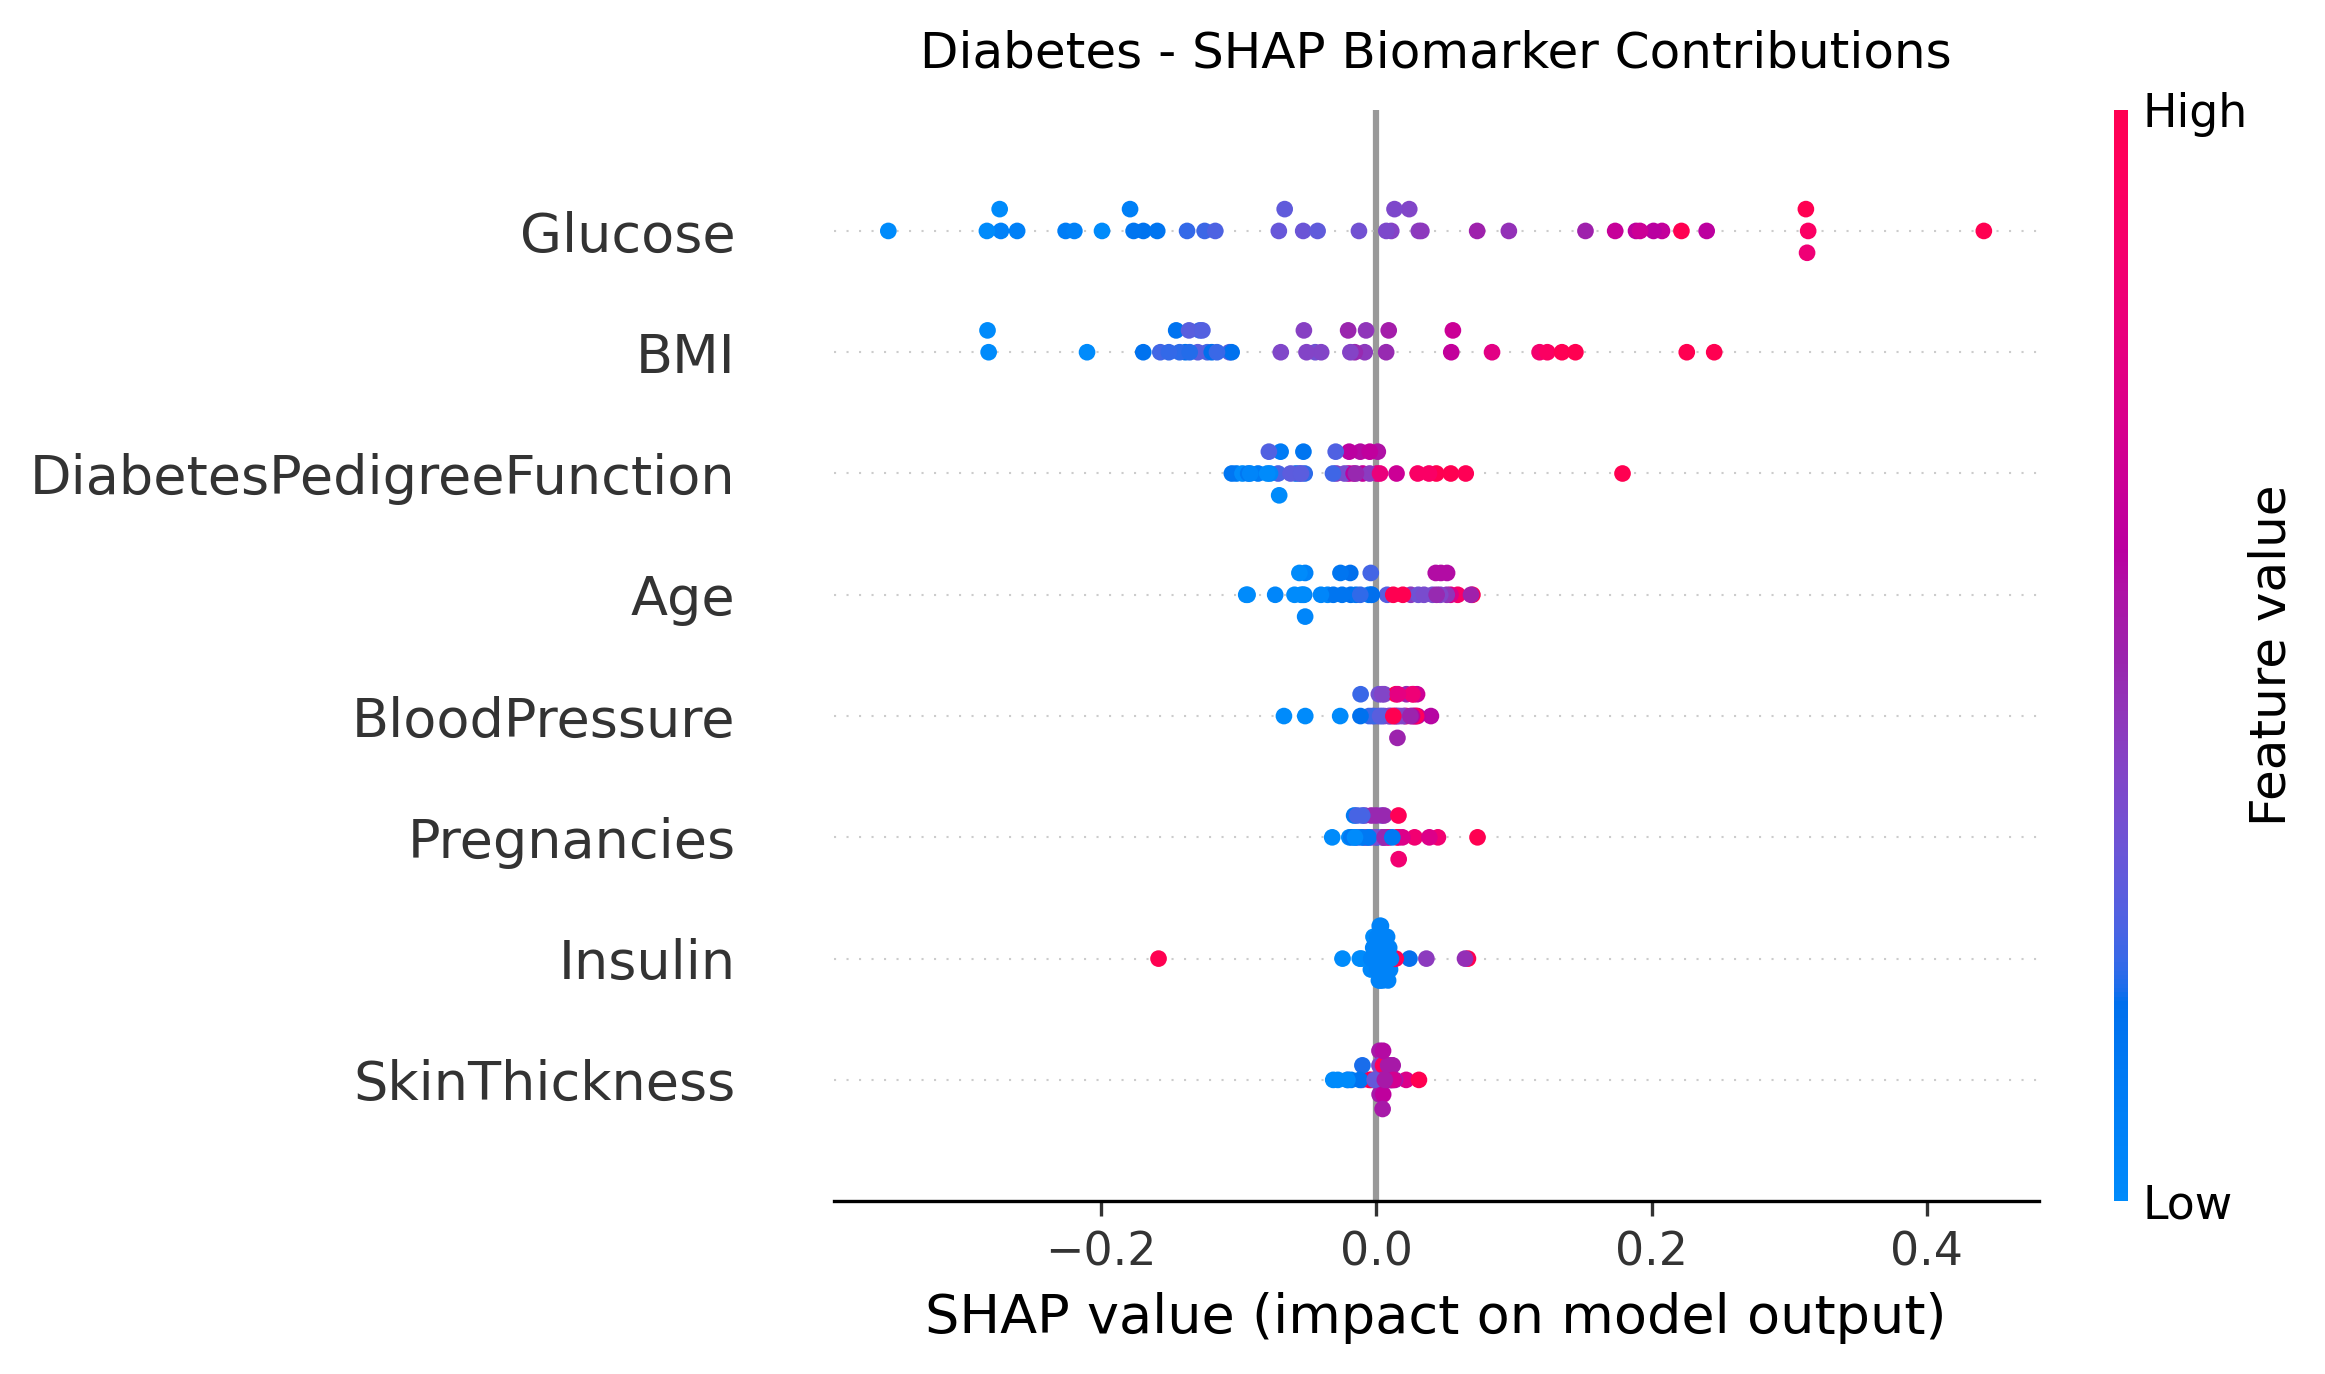 Diabetes - SHAP Biomarker Contributions
High
Glucose
BMI
DiabetesPedigreeFunction
Age
BloodPressure
Pregnancies
Insulin
SkinThickness
Feature value
Low
−0.2 0.0 0.2 0.4
SHAP value (impact on model output)